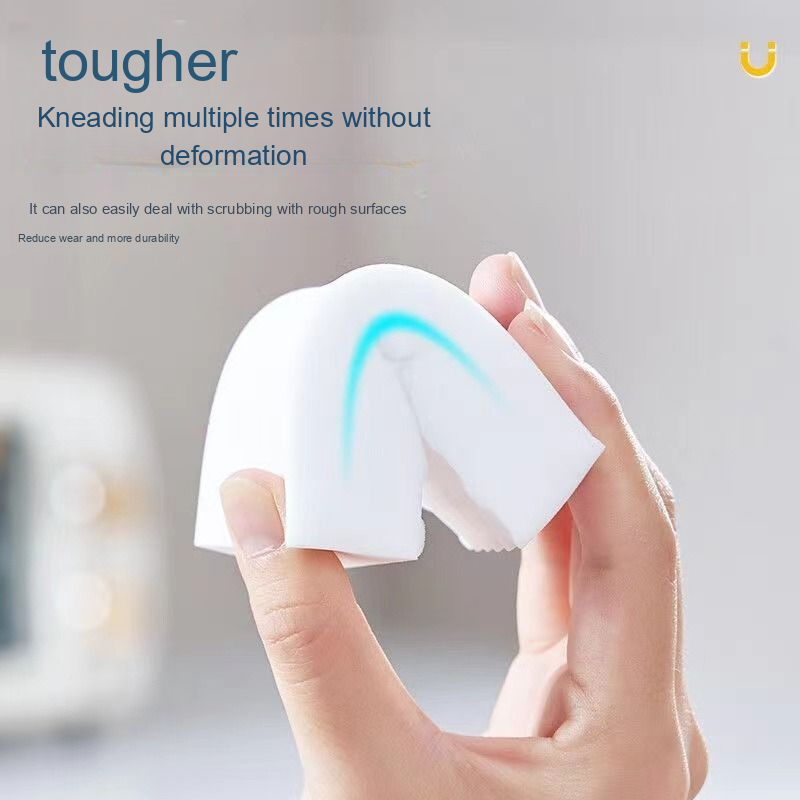 tougher
Kneading multiple times without
deformation
It can also easily deal with scrubbing with rough surfaces
Reduce wear and more durability